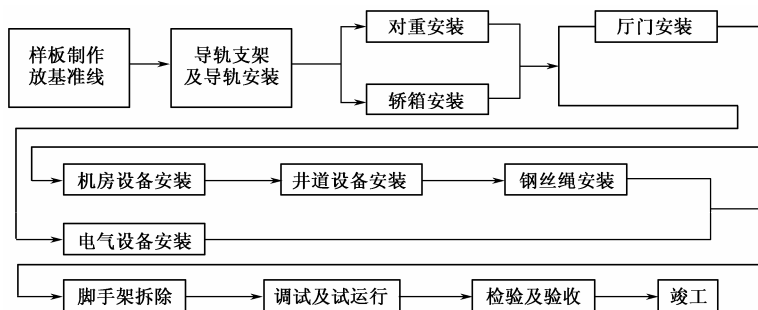 样板制作
放基准线
导轨支架
及导轨安装
对重安装
轿箱安装
厅门安装
机房设备安装
井道设备安装
钢丝绳安装
电气设备安装
脚手架拆除
调试及试运行
检验及验收
竣工